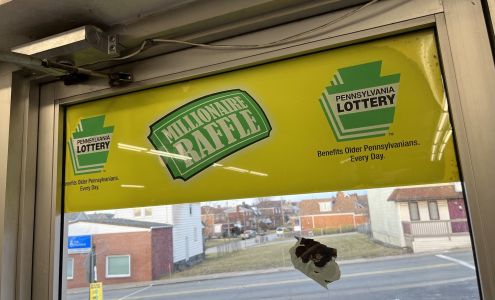 PENNSYLVANIA
LOTTERY
Benefits Older Pennsylvanians.
Every Day.
MILLIONAIRE
RAFFLE
PENNSYLVANIA
LOTTERY
Benefits Older Pennsylvanians.
Every Day.